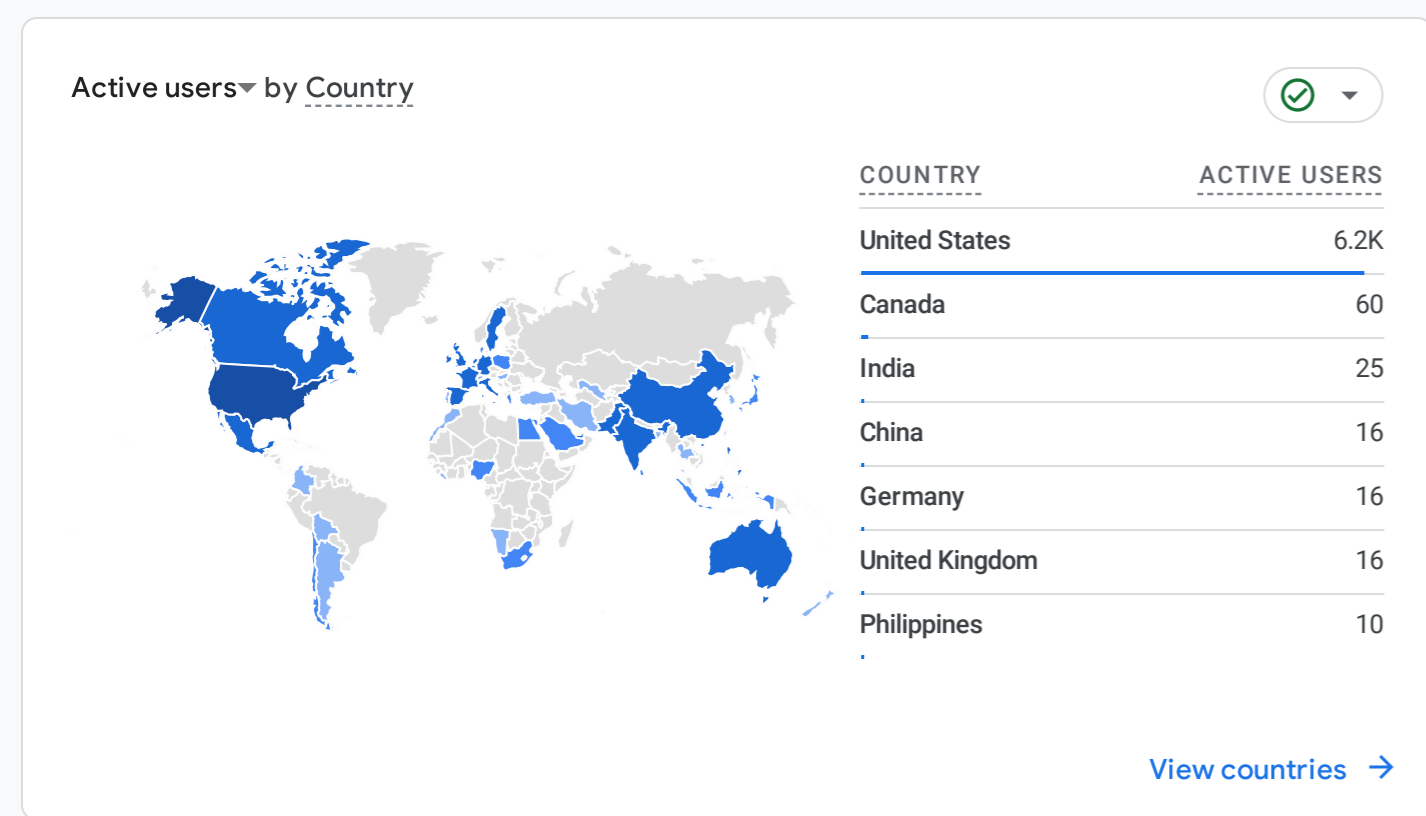 Active users by Country
COUNTRY ACTIVE USERS
United States 6.2K
Canada 60
India 25
China 16
Germany 16
United Kingdom 16
Philippines 10
View countries